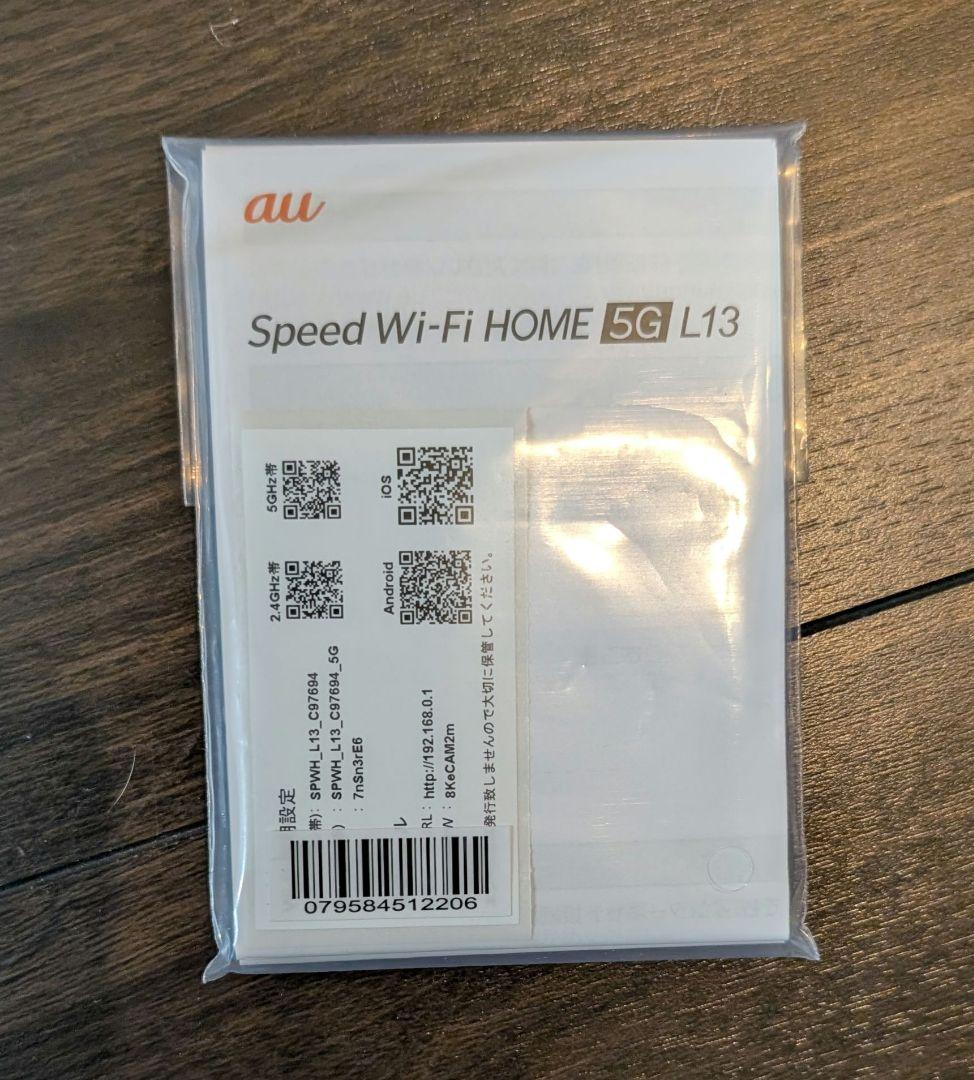 au
Speed Wi-Fi HOME 5G L13
5GHz帯
iOS
2.4GHz帯
Android
用設定
帯): SPWH_L13_C97694
) : SPWH_L13_C97694_5G
: 7nSn3rE6
ル
RL : http://192.168.0.1
W : 8KeCAM2m
発行致しませんので大切に保管してください。
079584512206